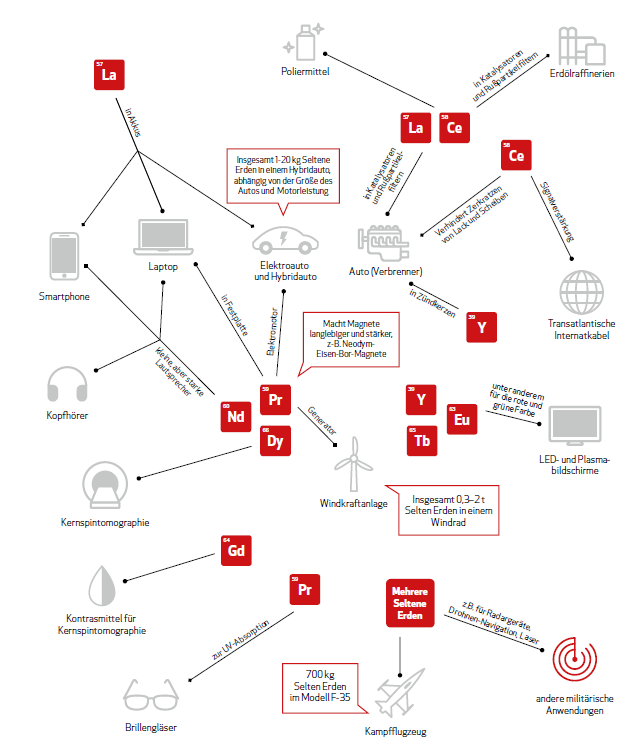 57
La
in Akkus
Poliermittel
in Katalysatoren
und Rußpartikelfiltern
Erdölraffinerien
57
La
58
Ce
58
Ce
Insgesamt 1-20 kg Seltene
Erden in einem Hybridauto,
abhängig von der Größe des
Autos und Motorleistung
in Katalysatoren
und Rußpartikel-
filtern
Verhindert Zerkratzen
von Lack und Scheiben
Signalverstärkung
Smartphone
Laptop
Elektroauto
und Hybridauto
Auto (Verbrenner)
Transatlantische
Internatkabel
in Zündkerzen
39
Y
in Festplatte
Elektromotor
Macht Magnete
langlebiger und stärker,
z-B. Neodym-
Eisen-Bor-Magnete
kleine, aber starke
Lautsprecher
Kopfhörer
60
Nd
59
Pr
66
Dy
Generator
39
Y
63
Eu
65
Tb
unter anderem
für die rote und
grüne Farbe
LED- und Plasma-
bildschirme
Kernspintomographie
Windkraftanlage
Insgesamt 0,3–2 t
Selten Erden in einem
Windrad
64
Gd
Kontrasmittel für
Kernspintomographie
59
Pr
zur UV-Absorption
Brillengläser
Mehrere
Seltene
Erden
z.B. für Radargeräte,
Drohnen-Navigation, Laser
700 kg
Selten Erden
im Modell F-35
Kampfflugzeug
andere militärische
Anwendungen